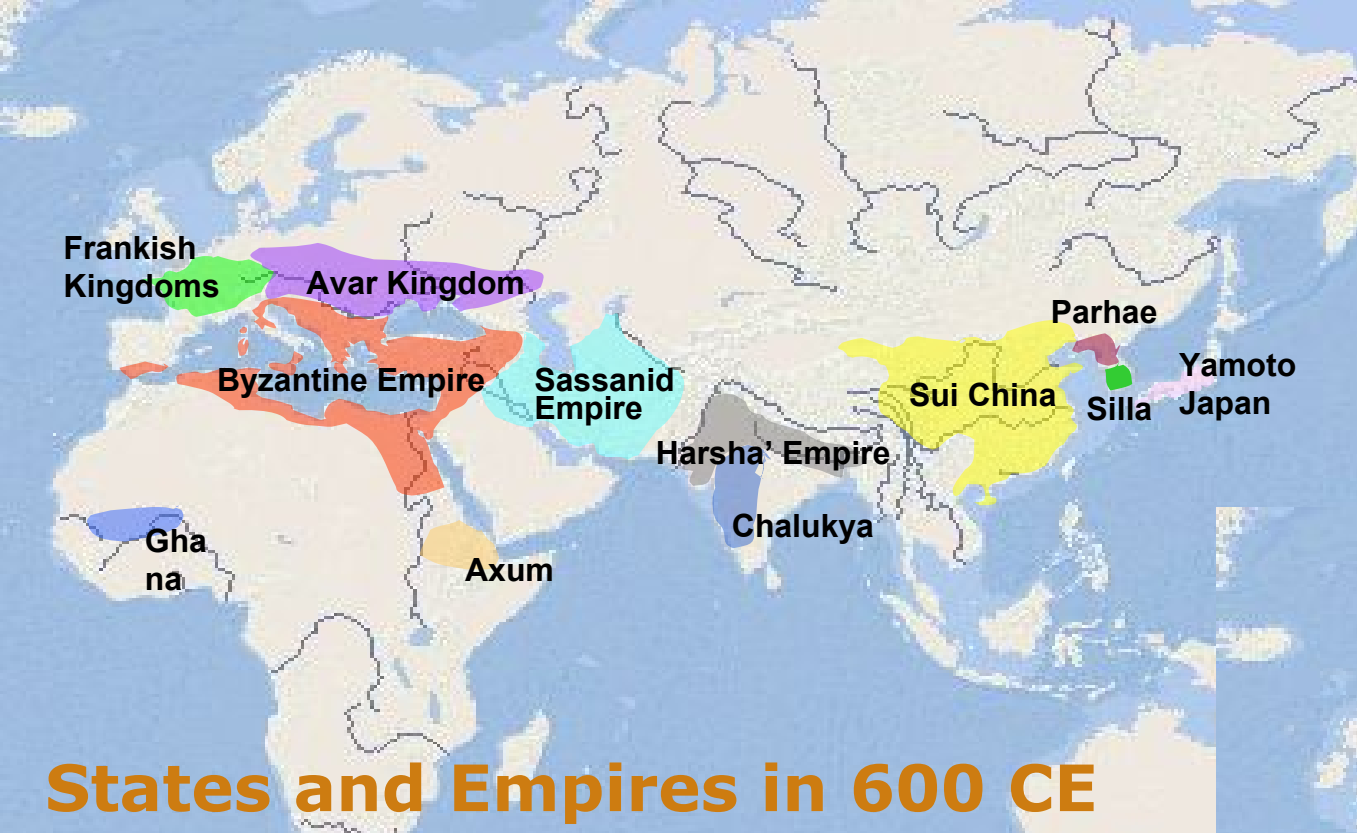 Frankish
Kingdoms
Avar Kingdom
Parhae
Byzantine Empire
Sassanid
Empire
Sui China
Silla
Yamoto
Japan
Harsha’ Empire
Chalukya
Gha
na
Axum
States and Empires in 600 CE